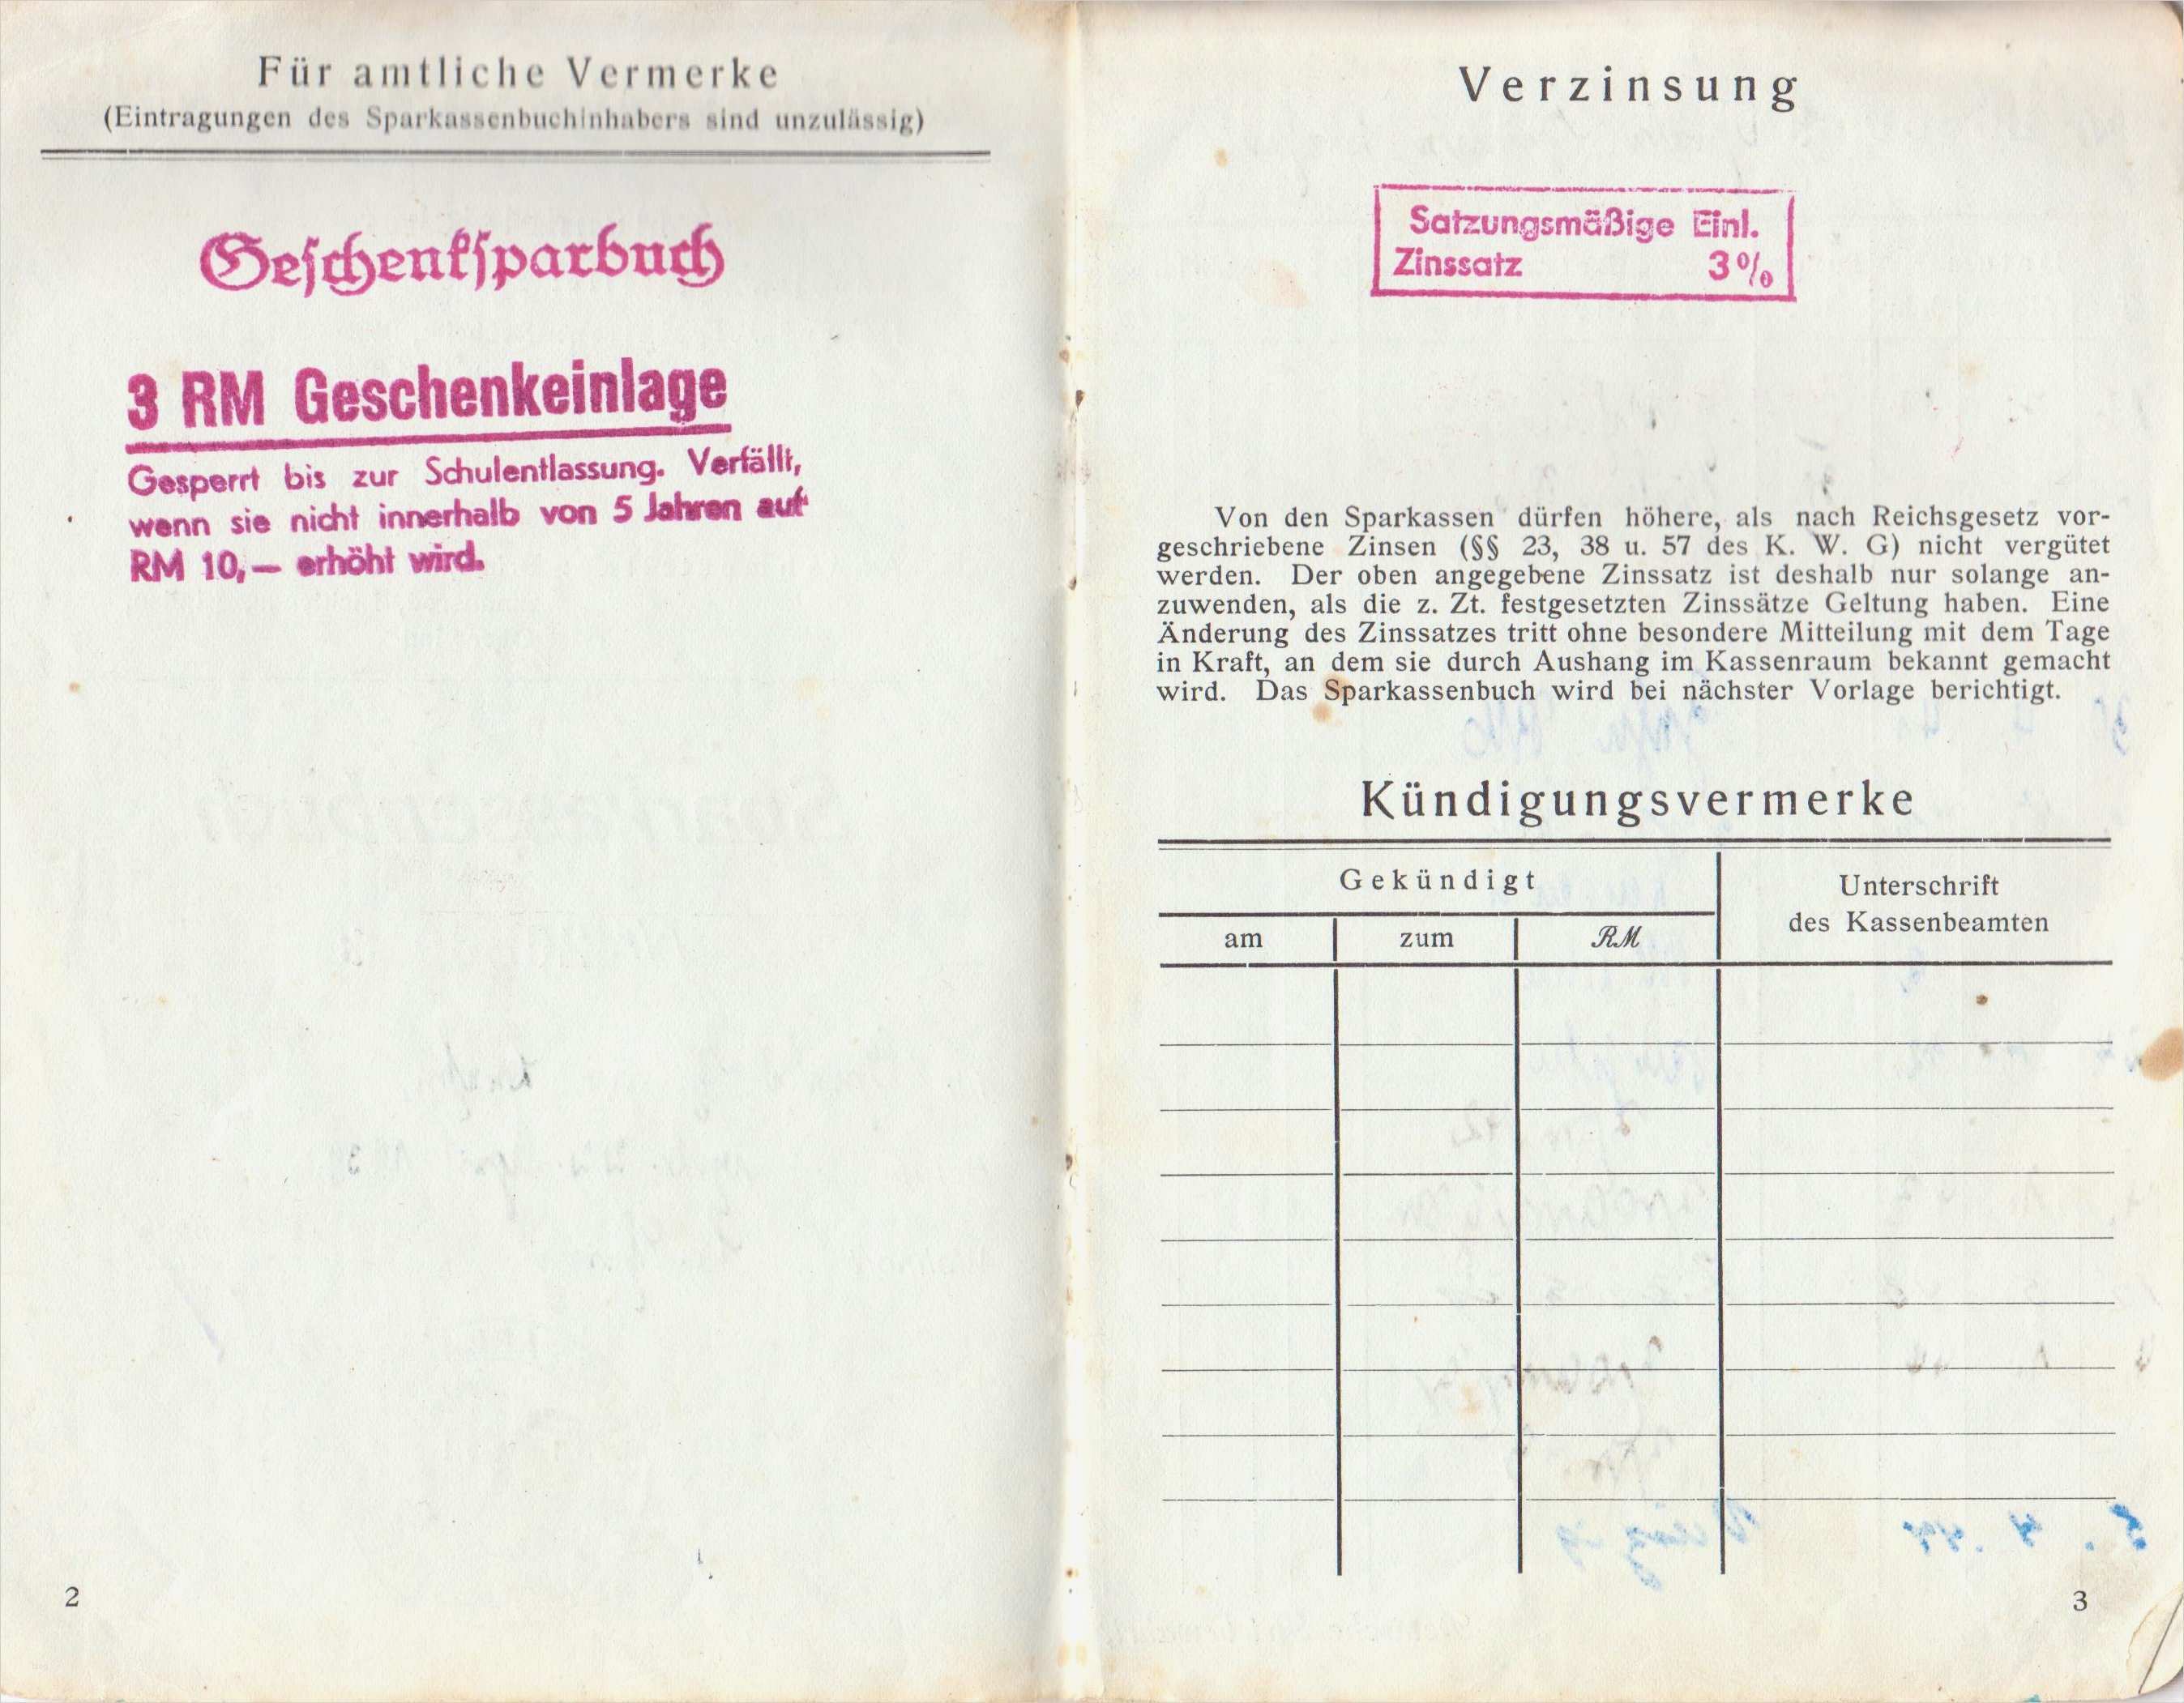 Für amtliche Vermerke
(Eintragungen des Sparkassenbuchinhabers sind unzulässig)
Geschenksparbuch
3 RM Geschenkeinlage
Gesperrt bis zur Schulentlassung. Verfällt,
wenn sie nicht innerhalb von 5 Jahren auf
RM 10,— erhöht wird.
2
Verzinsung
Satzungsmäßige Einl.
Zinssatz 3%
Von den Sparkassen dürfen höhere, als nach Reichsgesetz vor-
geschriebene Zinsen (§§ 23, 38 u. 57 des K. W. G) nicht vergütet
werden. Der oben angegebene Zinssatz ist deshalb nur solange an-
zuwenden, als die z. Zt. festgesetzten Zinssätze Geltung haben. Eine
Änderung des Zinssatzes tritt ohne besondere Mitteilung mit dem Tage
in Kraft, an dem sie durch Aushang im Kassenraum bekannt gemacht
wird. Das Sparkassenbuch wird bei nächster Vorlage berichtigt.
Kündigungsvermerke
Gekündigt
Unterschrift
des Kassenbeamten
am zum RM
3